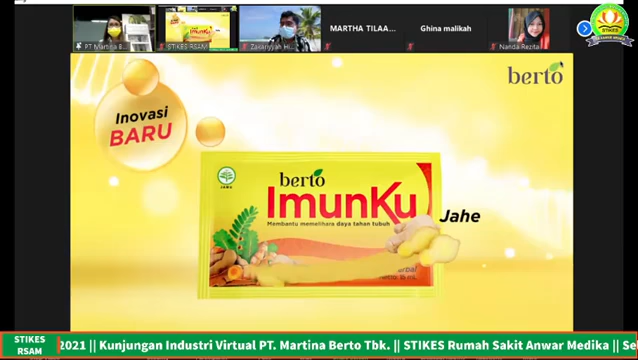 PT Martina B...
STIKES RSAM
Zakariyah Hi...
MARTHA TILAA...
Ghina malikah
Nanda Rezita
STIKES
Inovasi
BARU
berto
JAMU
berto
ImunKu
Membantu memelihara daya tahan tubuh
Jahe
STIKES
RSAM
2021 || Kunjungan Industri Virtual PT. Martina Berto Tbk. || STIKES Rumah Sakit Anwar Medika || Se